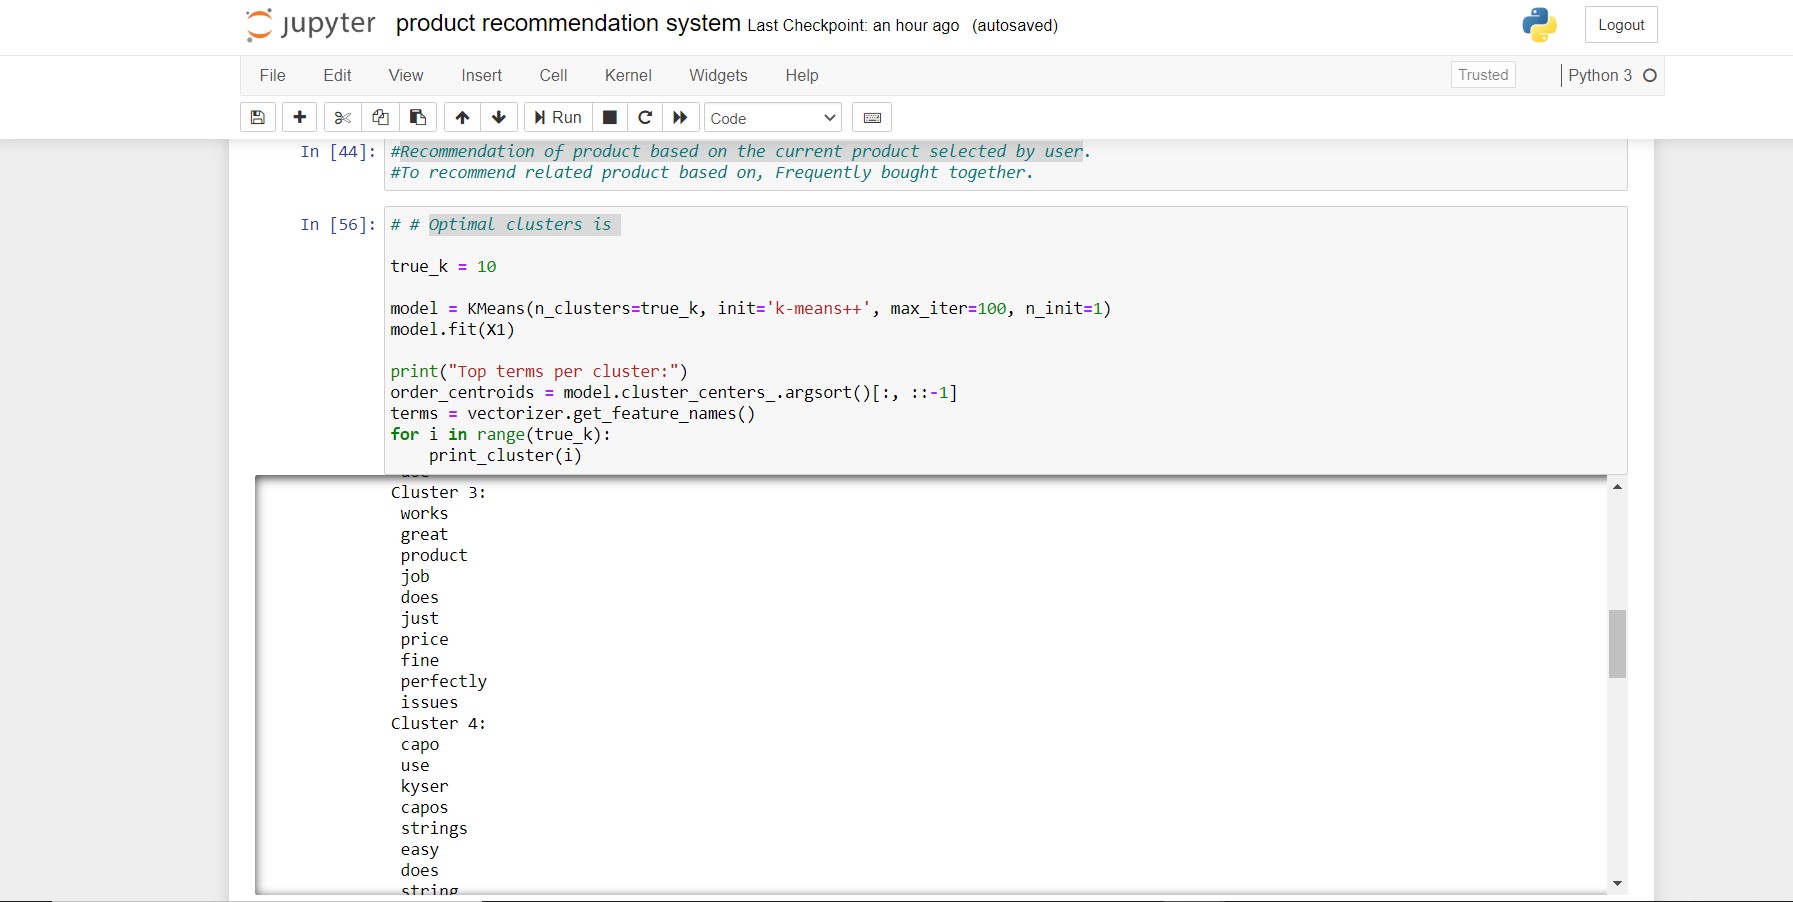 jupyter product recommendation system Last Checkpoint: an hour ago (autosaved) Logout
File Edit View Insert Cell Kernel Widgets Help Trusted Python 3
Run Code
In [44]: #Recommendation of product based on the current product selected by user.
#To recommend related product based on, Frequently bought together.
In [56]: # # Optimal clusters is
true_k = 10
model = KMeans(n_clusters=true_k, init='k-means++', max_iter=100, n_init=1)
model.fit(X1)
print("Top terms per cluster:")
order_centroids = model.cluster_centers_.argsort()[:, ::-1]
terms = vectorizer.get_feature_names()
for i in range(true_k):
    print_cluster(i)
Cluster 3:
works
great
product
job
does
just
price
fine
perfectly
issues
Cluster 4:
capo
use
kyser
capos
strings
easy
does
string